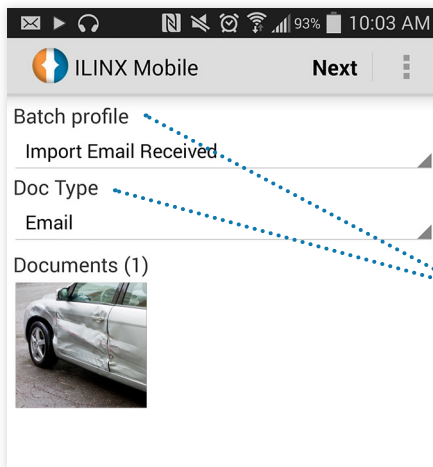 93% 10:03 AM
ILINX Mobile Next
Batch profile
Import Email Received
Doc Type
Email
Documents (1)